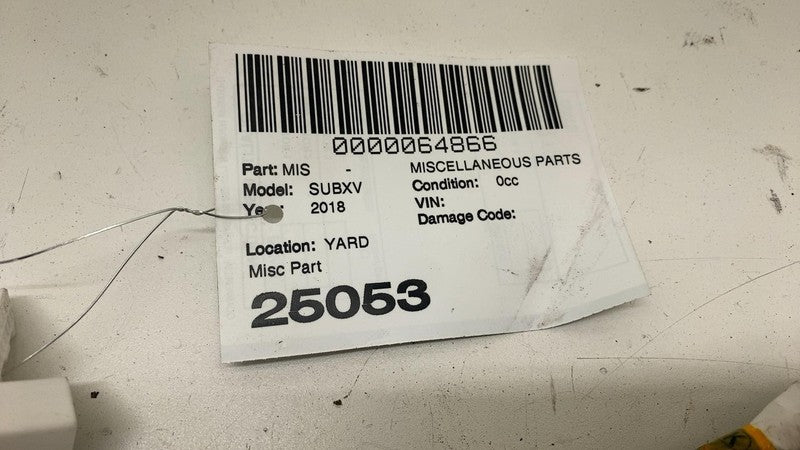 0000064866
Part: MIS - MISCELLANEOUS PARTS
Model: SUBXV Condition: 0cc
2018 VIN:
Damage Code:
Location: YARD
Misc Part
25053